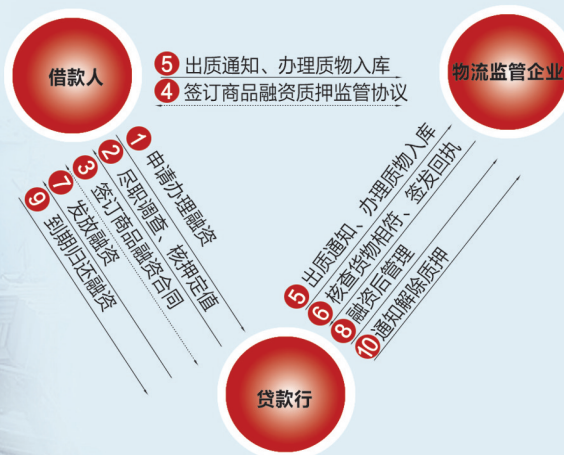 借款人
物流监管企业
⑤ 出质通知、办理质物入库
④ 签订商品融资质押监管协议
① 申请办理融资
② 尽职调查、核押定值
③ 签订商品融资合同
⑦ 发放融资
⑨ 到期归还融资
⑤ 出质通知、办理质物入库
⑥ 核查货物相符、签发回执
⑧ 融资后管理
⑩ 通知解除质押
贷款行